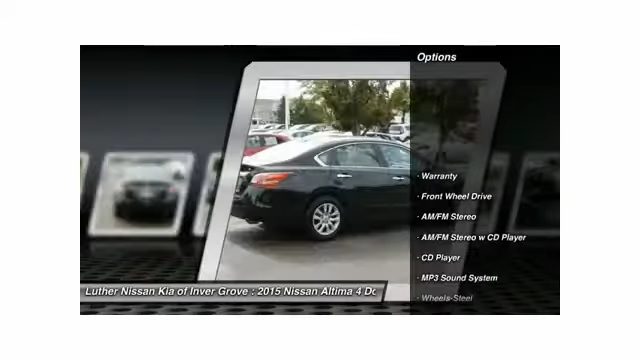 Options
· Warranty
· Front Wheel Drive
· AM/FM Stereo
· AM/FM Stereo w CD Player
· CD Player
· MP3 Sound System
· Wheels-Steel
Luther Nissan Kia of Inver Grove : 2015 Nissan Altima 4 Do